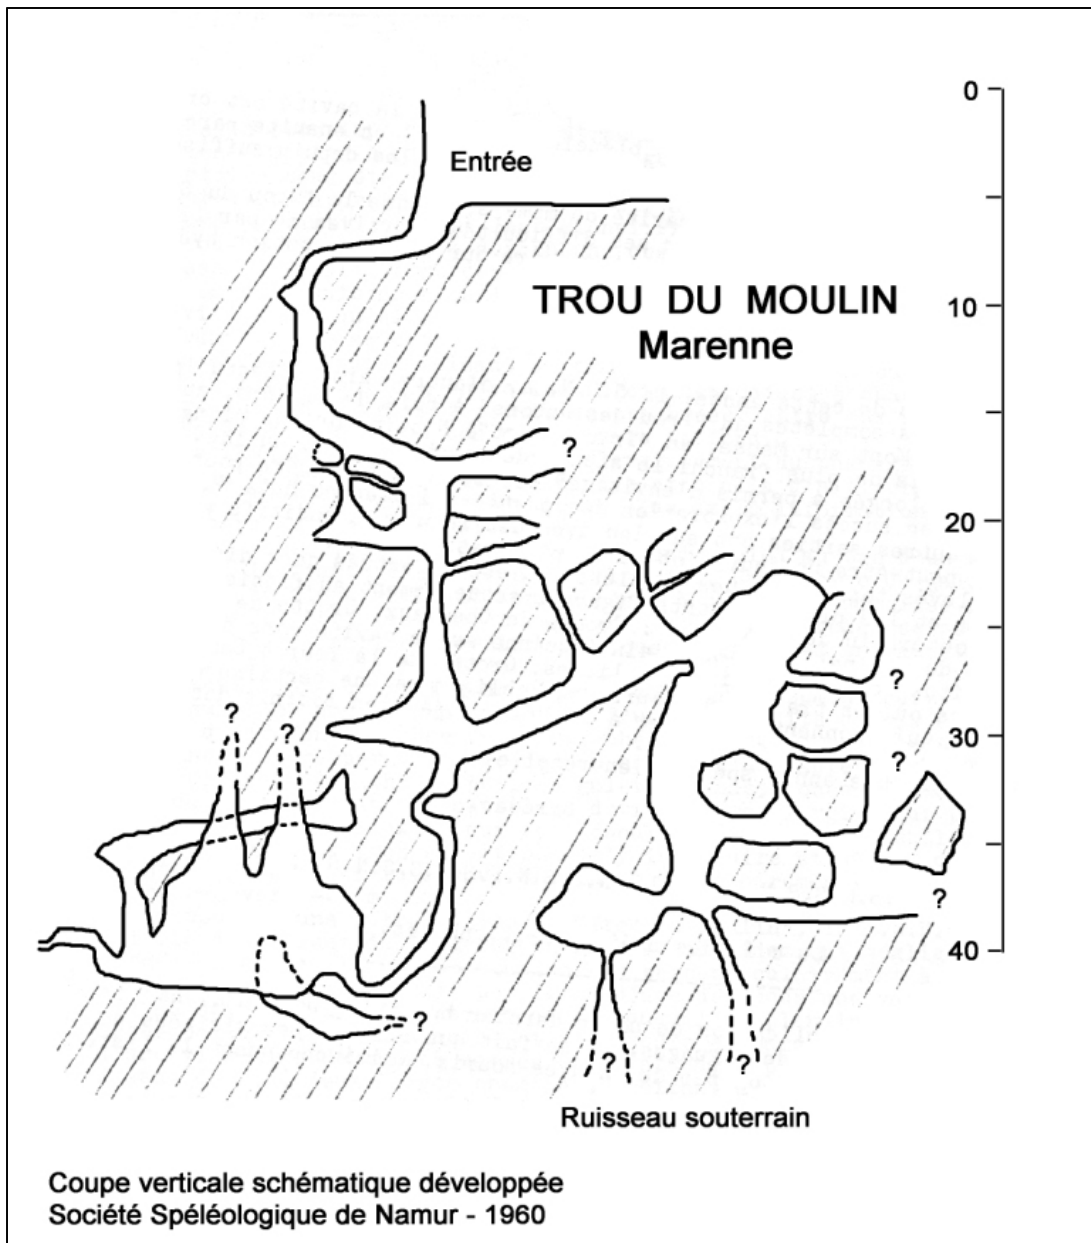 0
Entrée
TROU DU MOULIN
Marenne
10
?
20
?
?
?
30
?
?
?
40
?
?
?
Ruisseau souterrain
Coupe verticale schématique développée
Société Spéléologique de Namur - 1960